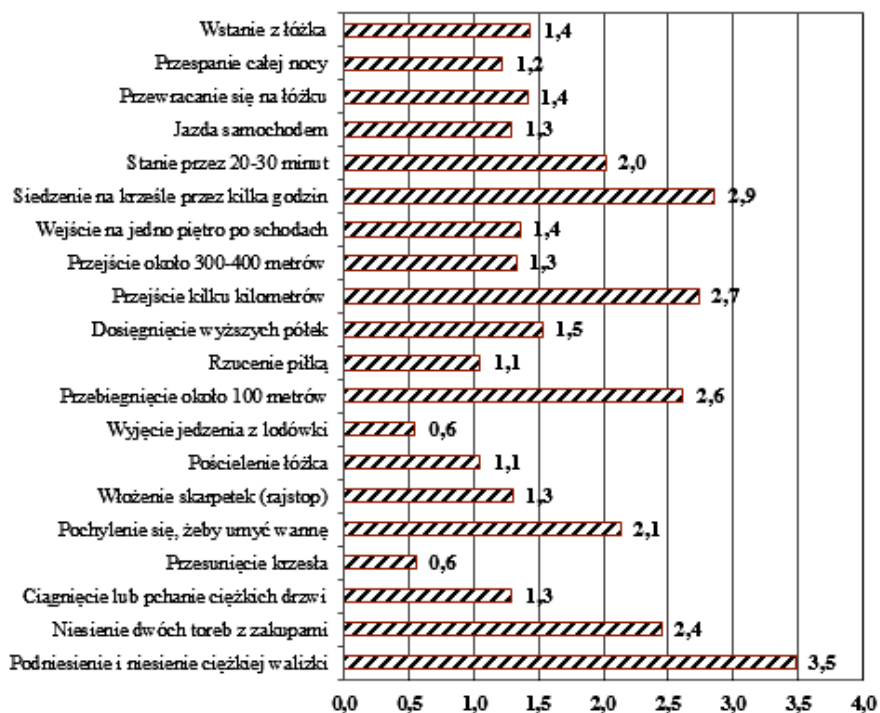 Wstanie z łóżka 1,4
Przespanie całej nocy 1,2
Przewracanie się na łóżku 1,4
Jazda samochodem 1,3
Stanie przez 20-30 minut 2,0
Siedzenie na krześle przez kilka godzin 2,9
Wejście na jedno piętro po schodach 1,4
Przejście około 300-400 metrów 1,3
Przejście kilku kilometrów 2,7
Dosięgnięcie wyższych półek 1,5
Rzucenie piłką 1,1
Przebiegnięcie około 100 metrów 2,6
Wyjęcie jedzenia z lodówki 0,6
Pościelenie łóżka 1,1
Włożenie skarpetek (rajstop) 1,3
Pochylenie się, żeby umyć wannę 2,1
Przesunięcie krzesła 0,6
Ciagnięcie lub pchanie ciężkich drzwi 1,3
Niesienie dwóch toreb z zakupami 2,4
Podniesienie i niesienie ciężkiej walizki 3,5
0,0 0,5 1,0 1,5 2,0 2,5 3,0 3,5 4,0